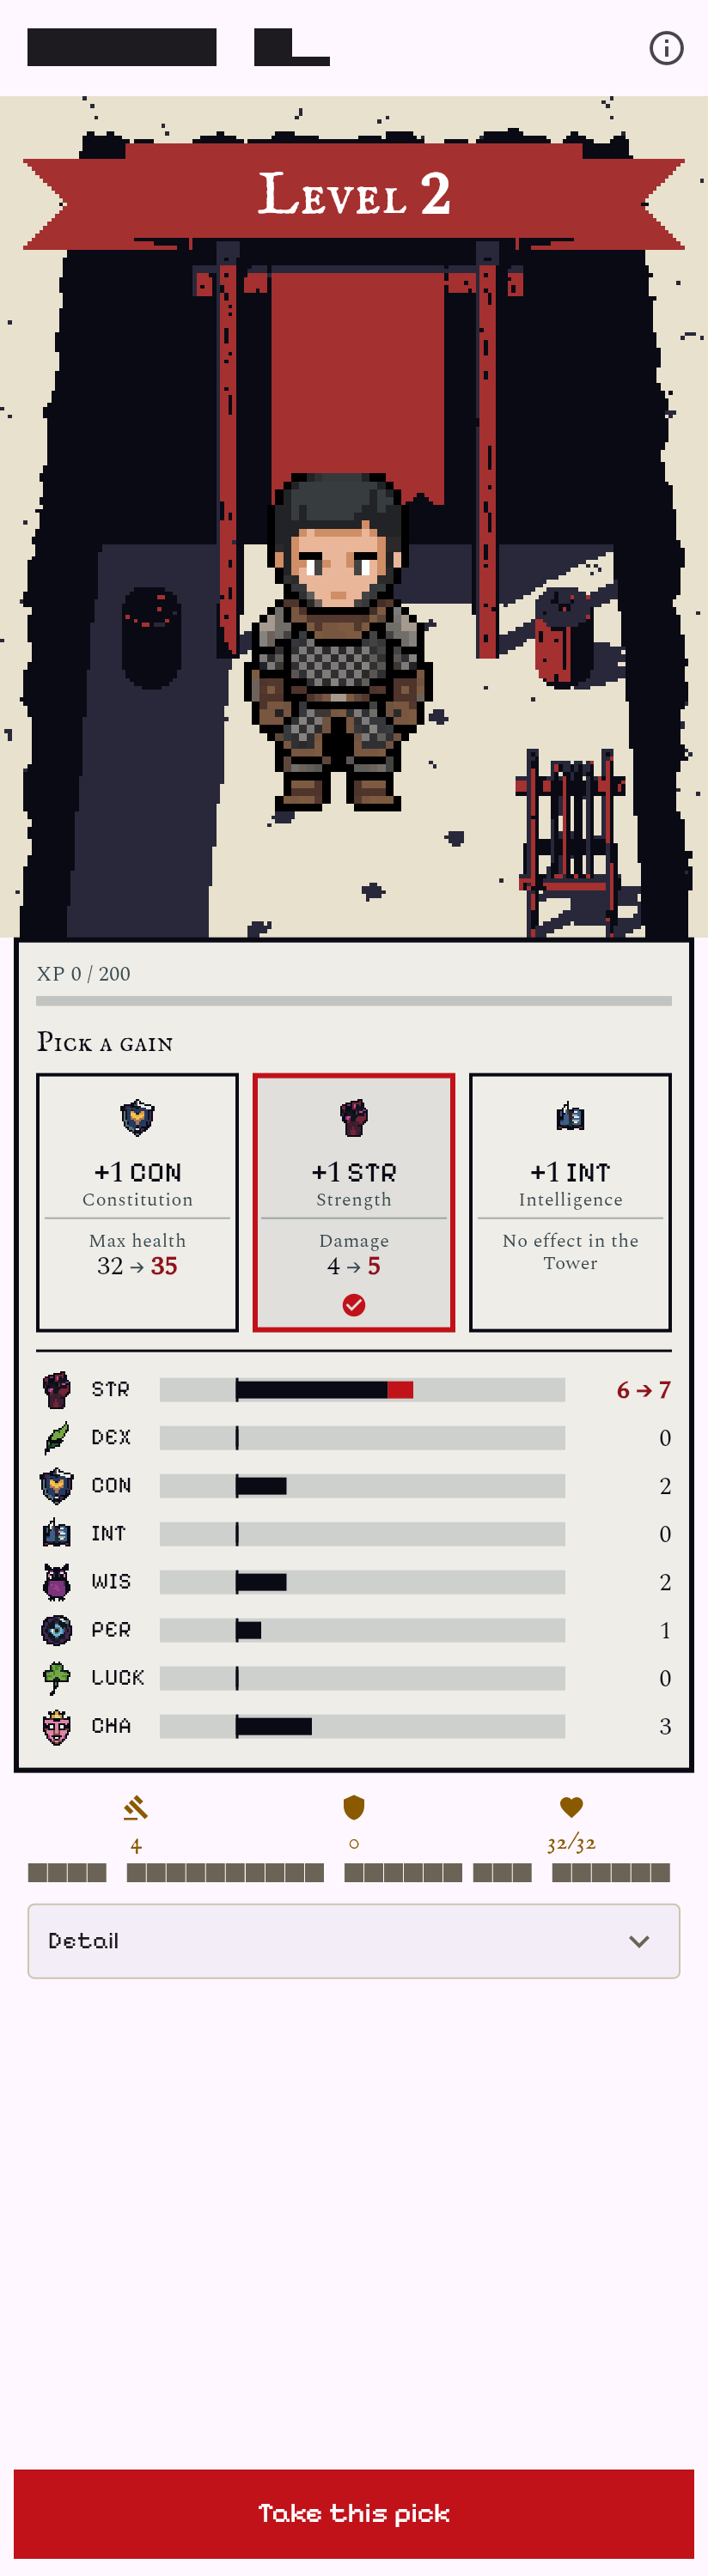 Level 2
XP 0 / 200
Pick a gain
+1 CON
Constitution
Max health
32 → 35
+1 STR
Strength
Damage
4 → 5
+1 INT
Intelligence
No effect in the
Tower
STR 6 → 7
DEX 0
CON 2
INT 0
WIS 2
PER 1
LUCK 0
CHA 3
4
0
32/32
Detail
Take this pick